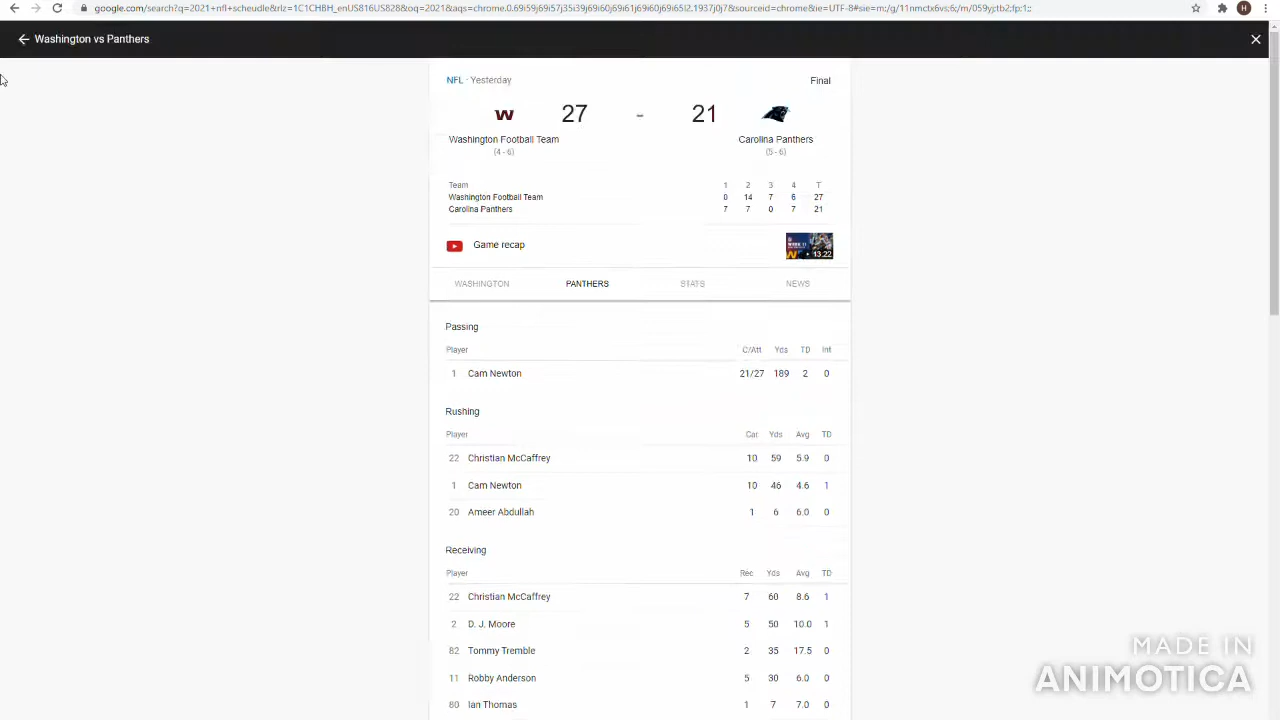 google.com/search?q=2021+nfl+scheudle&rlz=1C1CHBH_enUS816US828&oq=2021&aqs=chrome.0.69i59j69i57j35i39j69i60j69i61j69i60j69i65l2.1937j0j7&sourceid=chrome&ie=UTF-8#sie=m;/g/11nmctx6vs;6;/m/059yj;tb2;fp:1;;
H
Washington vs Panthers
NFL · Yesterday Final
W 27 - 21
Washington Football Team Carolina Panthers
(4 - 6) (5 - 6)
Team 1 2 3 4 T
Washington Football Team 0 14 7 6 27
Carolina Panthers 7 7 0 7 21
Game recap 13:22
WASHINGTON PANTHERS STATS NEWS
Passing
Player C/Att Yds TD Int
1 Cam Newton 21/27 189 2 0
Rushing
Player Car Yds Avg TD
22 Christian McCaffrey 10 59 5.9 0
1 Cam Newton 10 46 4.6 1
20 Ameer Abdullah 1 6 6.0 0
Receiving
Player Rec Yds Avg TD
22 Christian McCaffrey 7 60 8.6 1
2 D. J. Moore 5 50 10.0 1
82 Tommy Tremble 2 35 17.5 0
11 Robby Anderson 5 30 6.0 0
80 Ian Thomas 1 7 7.0 0
MADE IN
ANIMOTICA